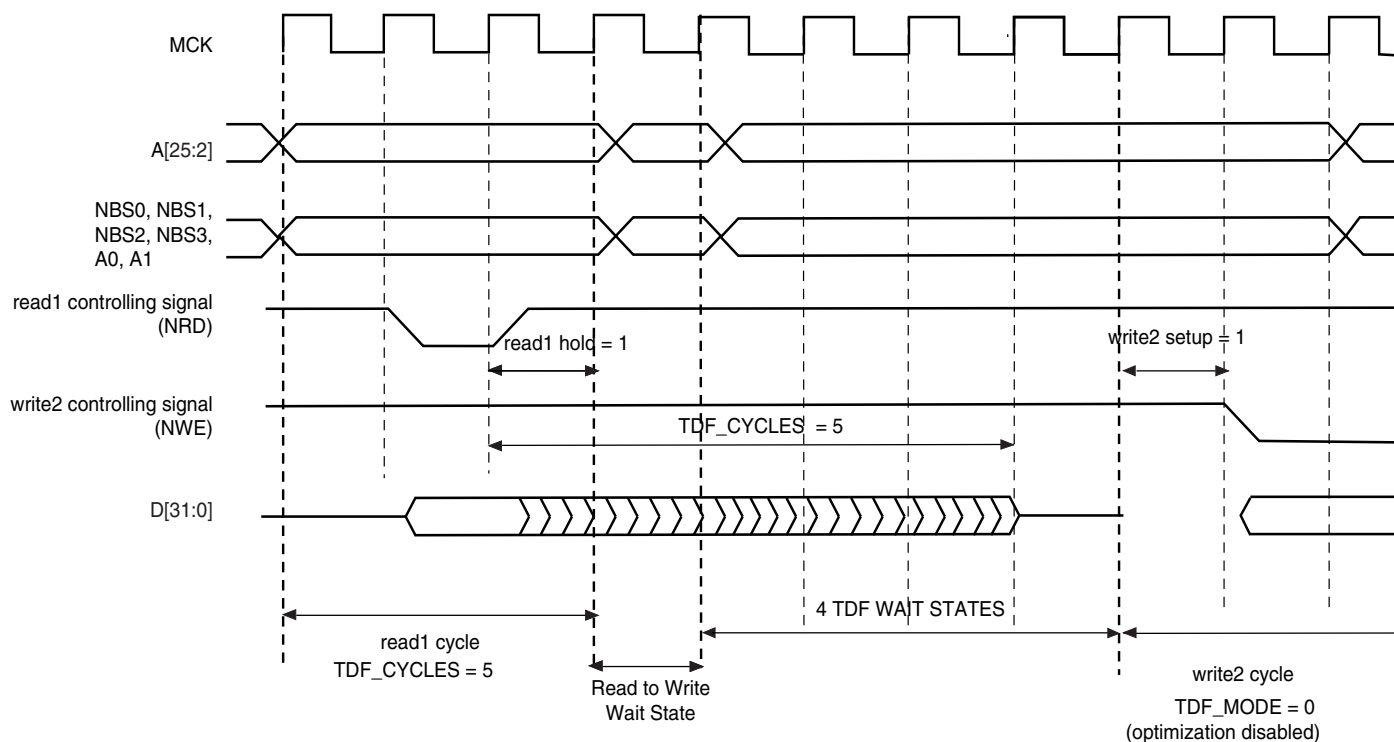 MCK
A[25:2]
NBS0, NBS1,
NBS2, NBS3,
A0, A1
read1 controlling signal
(NRD)
read1 hold = 1
write2 setup = 1
write2 controlling signal
(NWE)
TDF_CYCLES = 5
D[31:0]
4 TDF WAIT STATES
read1 cycle
TDF_CYCLES = 5
Read to Write
Wait State
write2 cycle
TDF_MODE = 0
(optimization disabled)